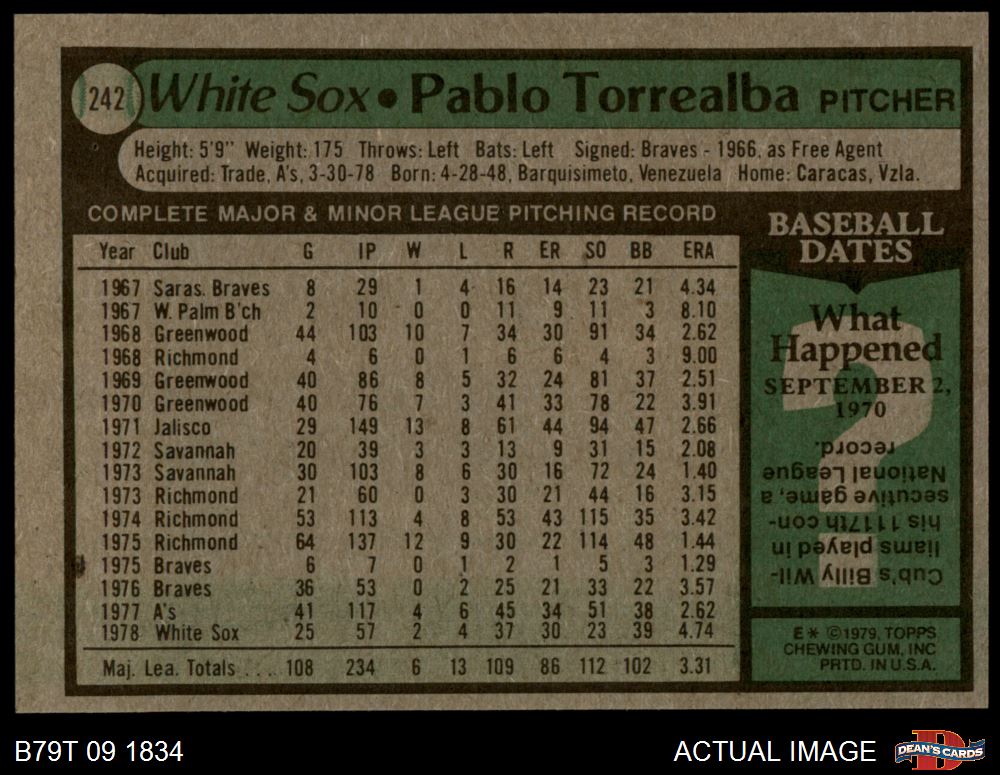 242 White Sox • Pablo Torrealba PITCHER
Height: 5'9" Weight: 175 Throws: Left Bats: Left Signed: Braves - 1966, as Free Agent
Acquired: Trade, A's, 3-30-78 Born: 4-28-48, Barquisimeto, Venezuela Home: Caracas, Vzla.
COMPLETE MAJOR & MINOR LEAGUE PITCHING RECORD
Year Club G IP W L R ER SO BB ERA
1967 Saras. Braves 8 29 1 4 16 14 23 21 4.34
1967 W. Palm B'ch 2 10 0 0 11 9 11 3 8.10
1968 Greenwood 44 103 10 7 34 30 91 34 2.62
1968 Richmond 4 6 0 1 6 6 4 3 9.00
1969 Greenwood 40 86 8 5 32 24 81 37 2.51
1970 Greenwood 40 76 7 3 41 33 78 22 3.91
1971 Jalisco 29 149 13 8 61 44 94 47 2.66
1972 Savannah 20 39 3 3 13 9 31 15 2.08
1973 Savannah 30 103 8 6 30 16 72 24 1.40
1973 Richmond 21 60 0 3 30 21 44 16 3.15
1974 Richmond 53 113 4 8 53 43 115 35 3.42
1975 Richmond 64 137 12 9 30 22 114 48 1.44
1975 Braves 6 7 0 1 2 1 5 3 1.29
1976 Braves 36 53 0 2 25 21 33 22 3.57
1977 A's 41 117 4 6 45 34 51 38 2.62
1978 White Sox 25 57 2 4 37 30 23 39 4.74
Maj. Lea. Totals . . . 108 234 6 13 109 86 112 102 3.31
BASEBALL
DATES
What
Happened
SEPTEMBER 2,
1970
Cub's Billy Wil-
liams played in
his 1117th con-
secutive game, a
National League
record.
E* ©1979, TOPPS
CHEWING GUM, INC
PRTD. IN U.S.A.
B79T 09 1834
ACTUAL IMAGE
D
DEAN'S CARDS